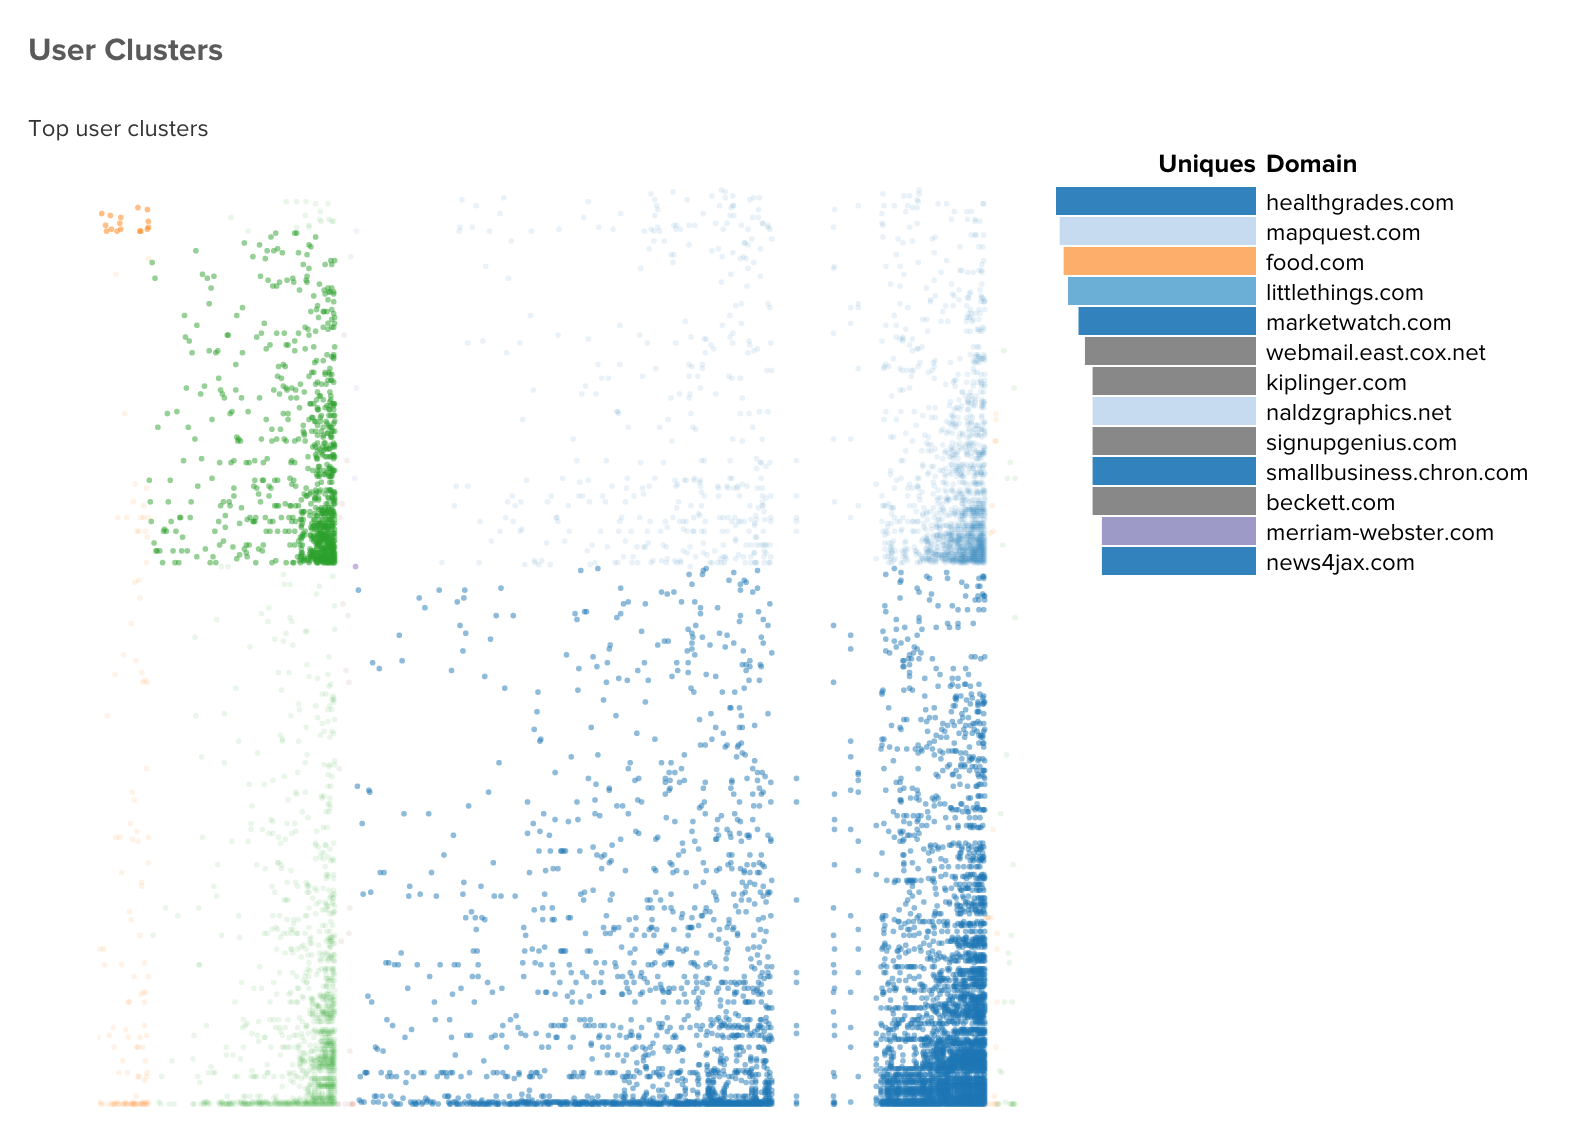 User Clusters
Top user clusters
Uniques Domain
healthgrades.com
mapquest.com
food.com
littlethings.com
marketwatch.com
webmail.east.cox.net
kiplinger.com
naldzgraphics.net
signupgenius.com
smallbusiness.chron.com
beckett.com
merriam-webster.com
news4jax.com